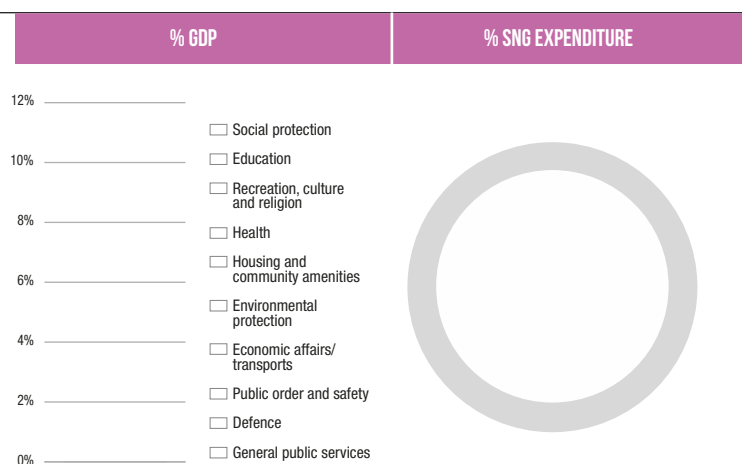 % GDP
% SNG EXPENDITURE
12%
10%
8%
6%
4%
2%
0%
Social protection
Education
Recreation, culture
and religion
Health
Housing and
community amenities
Environmental
protection
Economic affairs/
transports
Public order and safety
Defence
General public services